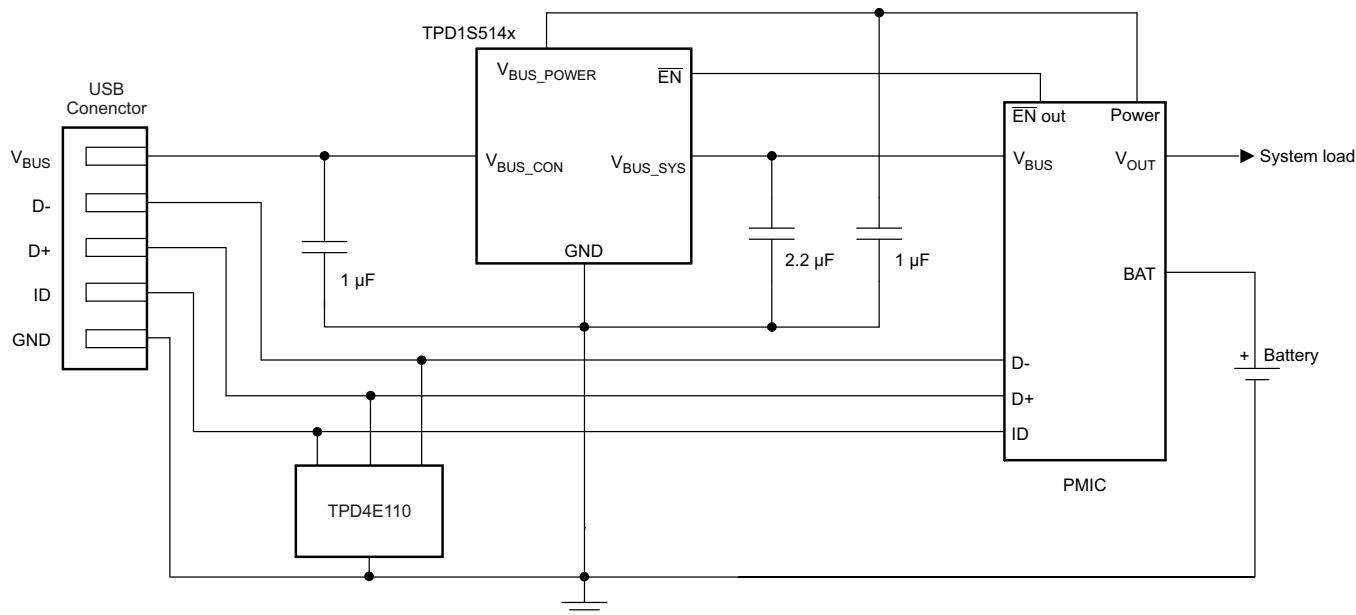 TPD1S514x
USB
Conenctor
V_BUS
D-
D+
ID
GND
1 µF
V_BUS_POWER
EN
V_BUS_CON
V_BUS_SYS
GND
2.2 µF
1 µF
EN out
Power
V_BUS
V_OUT
System load
BAT
D-
D+
ID
PMIC
+
Battery
TPD4E110